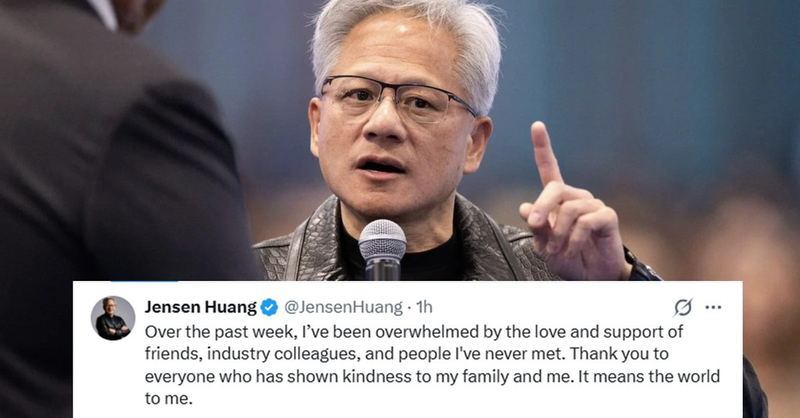 Jensen Huang @JensenHuang · 1h
Over the past week, I’ve been overwhelmed by the love and support of
friends, industry colleagues, and people I've never met. Thank you to
everyone who has shown kindness to my family and me. It means the world
to me.